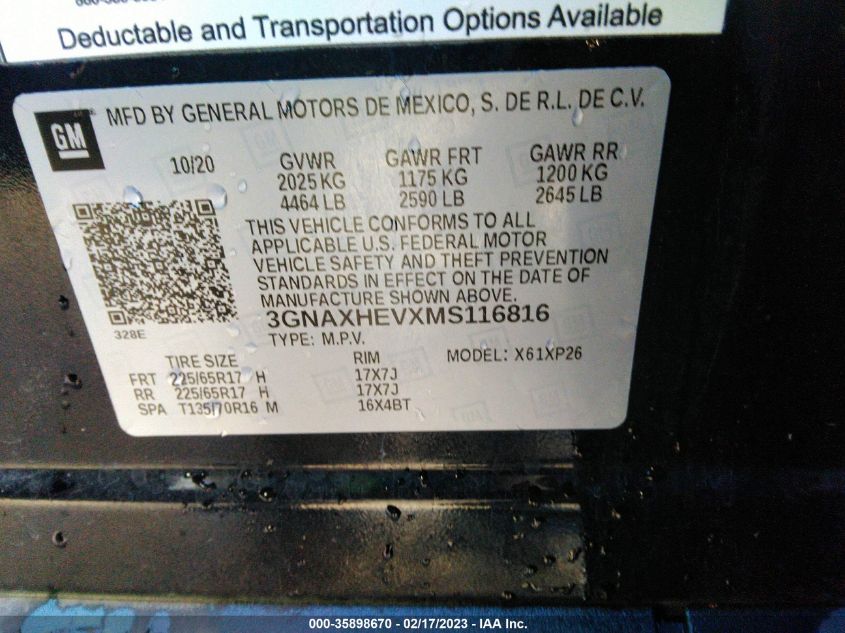 Deductable and Transportation Options Available
GM
MFD BY GENERAL MOTORS DE MEXICO, S. DE R.L. DE C.V.
10/20 GVWR GAWR FRT GAWR RR
2025 KG 1175 KG 1200 KG
4464 LB 2590 LB 2645 LB
THIS VEHICLE CONFORMS TO ALL
APPLICABLE U.S. FEDERAL MOTOR
VEHICLE SAFETY AND THEFT PREVENTION
STANDARDS IN EFFECT ON THE DATE OF
MANUFACTURE SHOWN ABOVE.
328E
3GNAXHEVXMS116816
TYPE: M.P.V.
TIRE SIZE RIM MODEL: X61XP26
FRT 225/65R17 H 17X7J
RR 225/65R17 H 17X7J
SPA T135/70R16 M 16X4BT
000-35898670 - 02/17/2023 - IAA Inc.